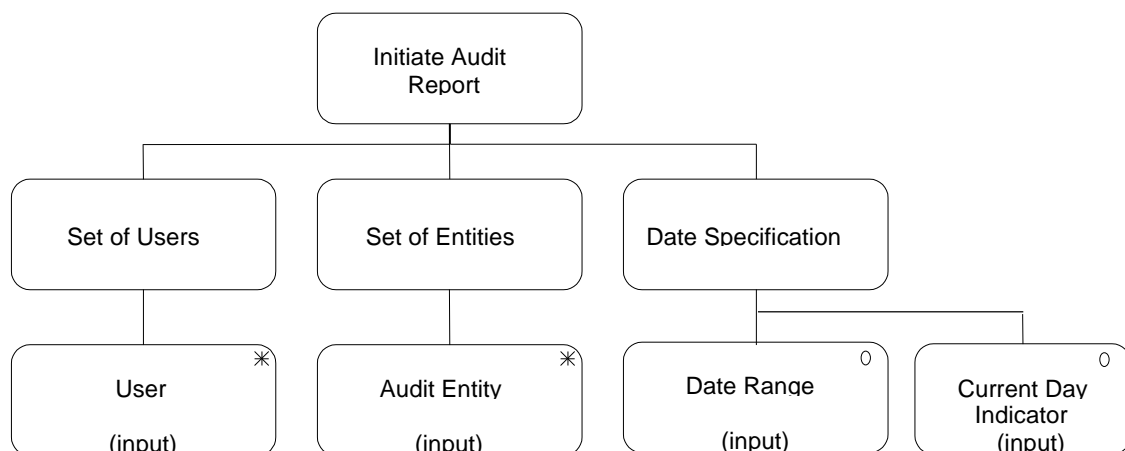 Initiate Audit
Report
Set of Users
Set of Entities
Date Specification
User
(input)
Audit Entity
(input)
Date Range
(input)
Current Day
Indicator
(input)